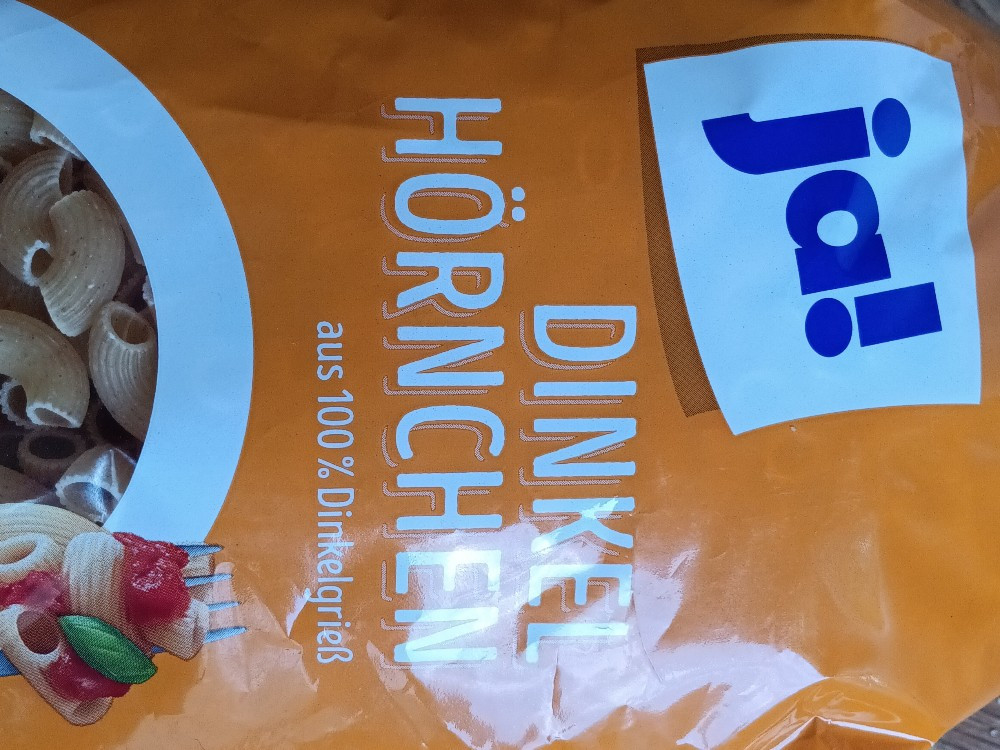 ja!
DINKEL
HÖRNCHEN
aus 100 % Dinkelgrieß